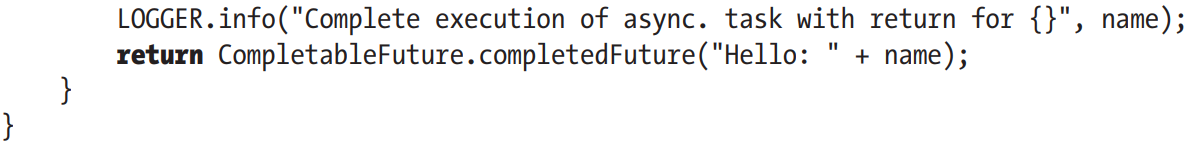 LOGGER.info("Complete execution of async. task with return for {}", name);
return CompletableFuture.completedFuture("Hello: " + name);
}
}